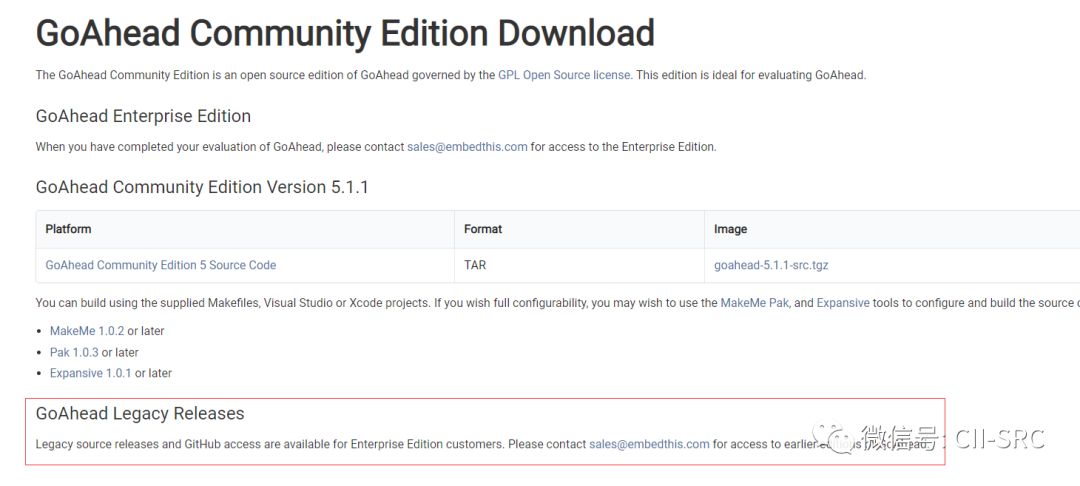 GoAhead Community Edition Download
The GoAhead Community Edition is an open source edition of GoAhead governed by the GPL Open Source license. This edition is ideal for evaluating GoAhead.
GoAhead Enterprise Edition
When you have completed your evaluation of GoAhead, please contact sales@embedthis.com for access to the Enterprise Edition.
GoAhead Community Edition Version 5.1.1
Platform Format Image
GoAhead Community Edition 5 Source Code TAR goahead-5.1.1-src.tgz
You can build using the supplied Makefiles, Visual Studio or Xcode projects. If you wish full configurability, you may wish to use the MakeMe Pak, and Expansive tools to configure and build the source
• MakeMe 1.0.2 or later
• Pak 1.0.3 or later
• Expansive 1.0.1 or later
GoAhead Legacy Releases
Legacy source releases and GitHub access are available for Enterprise Edition customers. Please contact sales@embedthis.com for access to earlier
微信号: CII-SRC